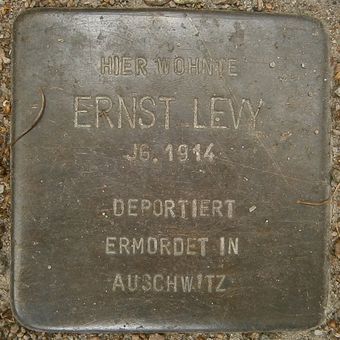 HIER WOHNTE
ERNST LEVY
JG. 1914
DEPORTIERT
ERMORDET IN
AUSCHWITZ